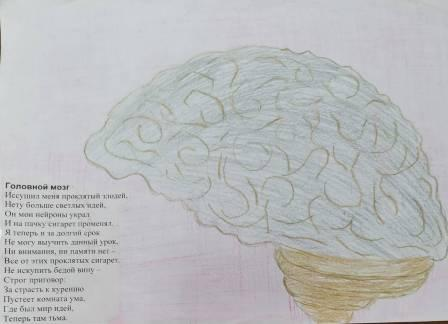 Головной мозг
Иссушил меня проклятый злодей,
Нету больше светлых идей,
Он мои нейроны украл
И на пачку сигарет променял.
Я теперь и за долгий срок
Не могу выучить данный урок,
Ни внимания, ни памяти нет –
Все от этих проклятых сигарет.
Не искупить бедой вину –
Строг приговор:
За страсть к курению
Пустеет комната ума,
Где был мир идей,
Теперь там тьма.